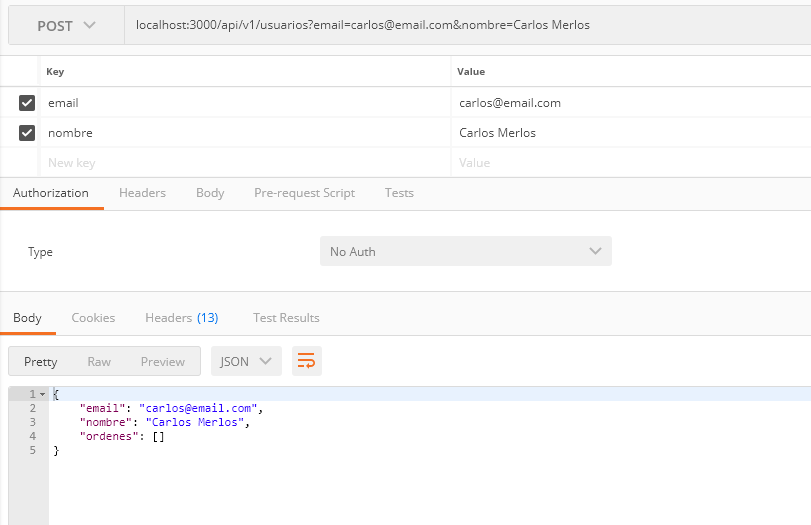 POST localhost:3000/api/v1/usuarios?email=carlos@email.com&nombre=Carlos Merlos
Key Value
email carlos@email.com
nombre Carlos Merlos
New key Value
Authorization Headers Body Pre-request Script Tests
Type No Auth
Body Cookies Headers (13) Test Results
Pretty Raw Preview JSON
1 {
2 "email": "carlos@email.com",
3 "nombre": "Carlos Merlos",
4 "ordenes": []
5 }